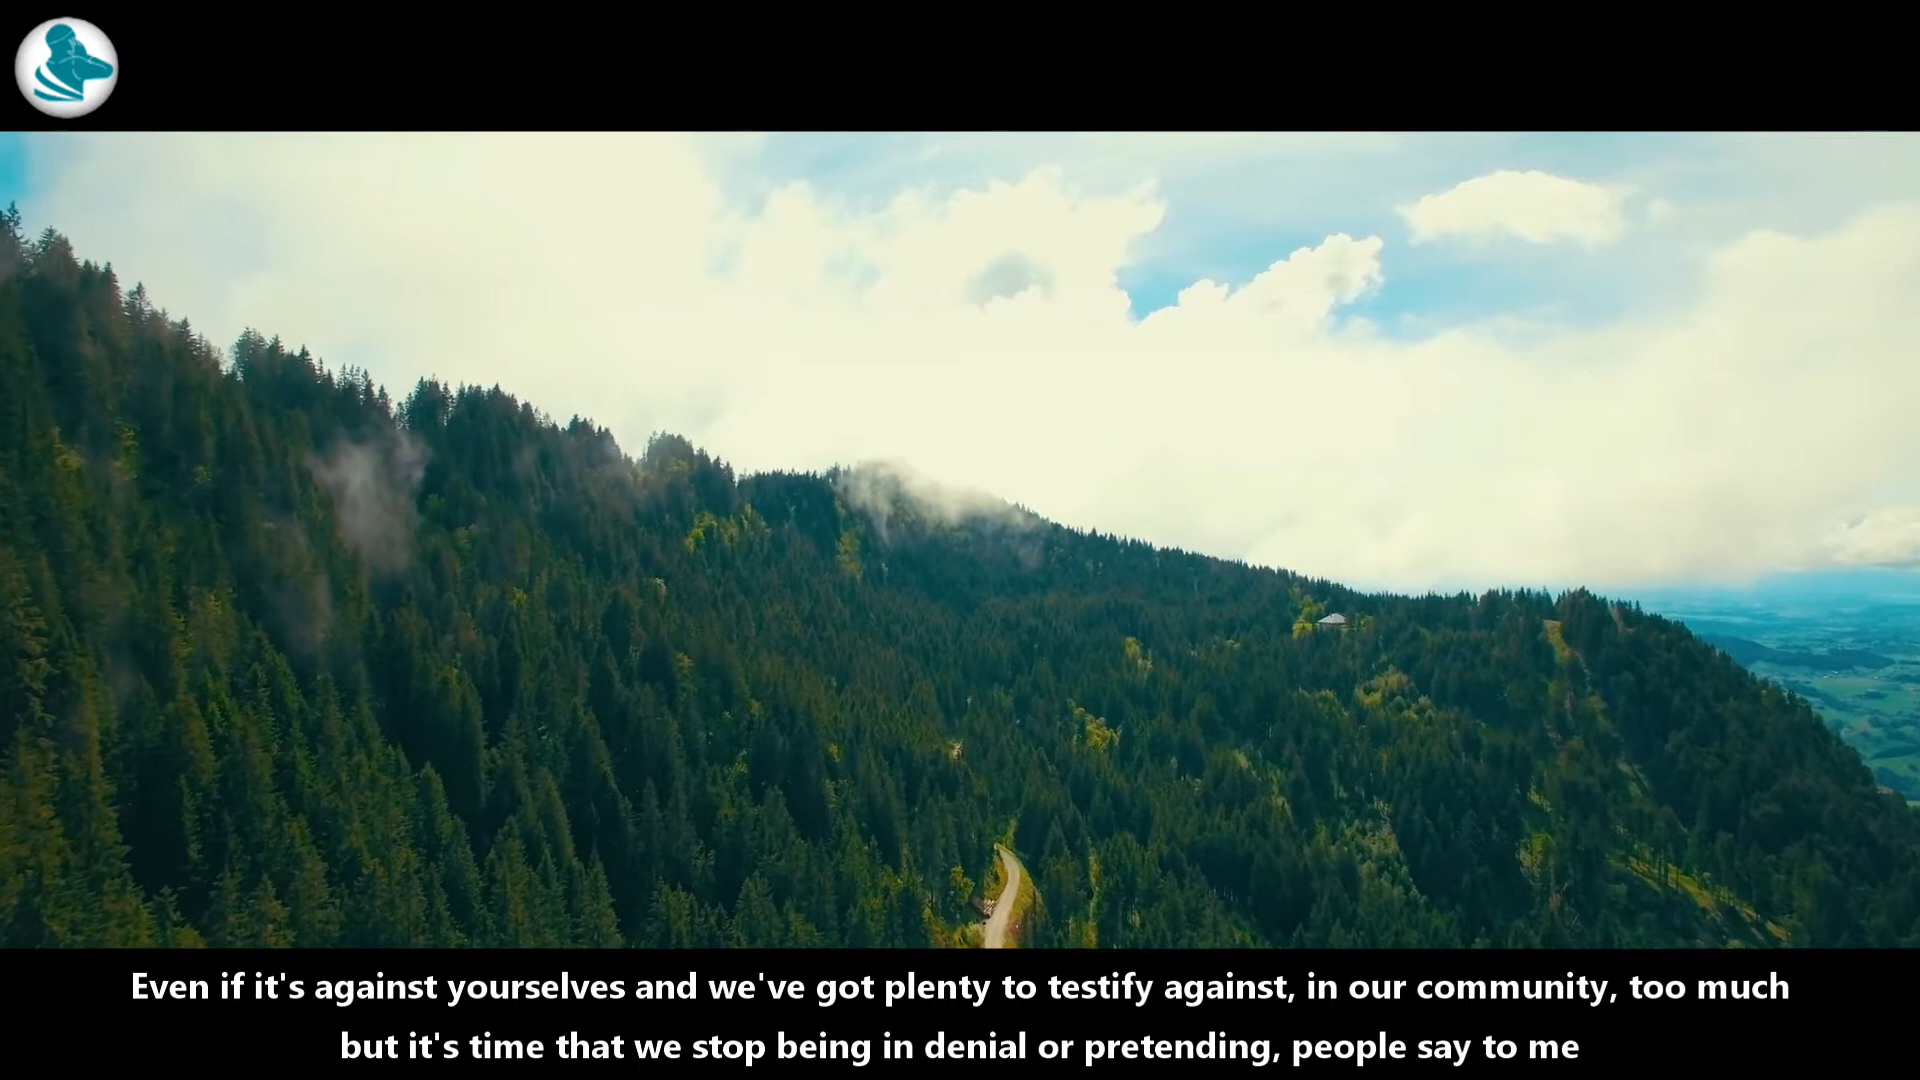 Even if it's against yourselves and we've got plenty to testify against, in our community, too much
but it's time that we stop being in denial or pretending, people say to me